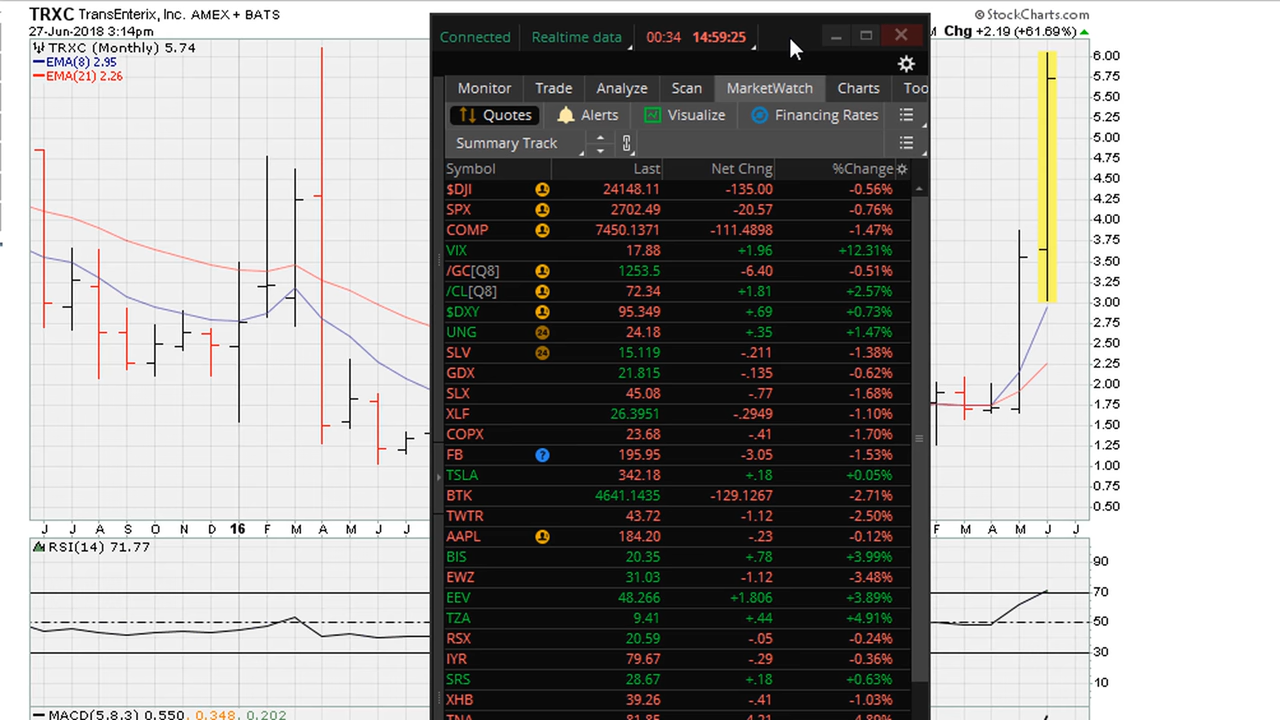 TRXC TransEnterix, Inc. AMEX + BATS
© StockCharts.com
27-Jun-2018 3:14pm
Chg +2.19 (+61.69%)
TRXC (Monthly) 5.74
EMA(8) 2.95
EMA(21) 2.26
Connected Realtime data 00:34 14:59:25
Monitor Trade Analyze Scan MarketWatch Charts Too
Quotes Alerts Visualize Financing Rates
Summary Track
Symbol Last Net Chng %Change
$DJI 24148.11 -135.00 -0.56%
SPX 2702.49 -20.57 -0.76%
COMP 7450.1371 -111.4898 -1.47%
VIX 17.88 +1.96 +12.31%
/GC[Q8] 1253.5 -6.40 -0.51%
/CL[Q8] 72.34 +1.81 +2.57%
$DXY 95.349 +.69 +0.73%
UNG 24 24.18 +.35 +1.47%
SLV 24 15.119 -.211 -1.38%
GDX 21.815 -.135 -0.62%
SLX 45.08 -.77 -1.68%
XLF 26.3951 -.2949 -1.10%
COPX 23.68 -.41 -1.70%
FB ? 195.95 -3.05 -1.53%
TSLA 342.18 +.18 +0.05%
BTK 4641.1435 -129.1267 -2.71%
TWTR 43.72 -1.12 -2.50%
AAPL 184.20 -.23 -0.12%
BIS 20.35 +.78 +3.99%
EWZ 31.03 -1.12 -3.48%
EEV 48.266 +1.806 +3.89%
TZA 9.41 +.44 +4.91%
RSX 20.59 -.05 -0.24%
IYR 79.67 -.29 -0.36%
SRS 28.67 +.18 +0.63%
XHB 39.26 -.41 -1.03%
TNA 81.85 -4.21 -4.89%
6.00
5.75
5.50
5.25
5.00
4.75
4.50
4.25
4.00
3.75
3.50
3.25
3.00
2.75
2.50
2.25
2.00
1.75
1.50
1.25
1.00
0.75
0.50
J J A S O N D 16 F M A M J J
F M A M J J
RSI(14) 71.77
90
70
50
30
10
MACD(5,8,3) 0.550, 0.348, 0.202